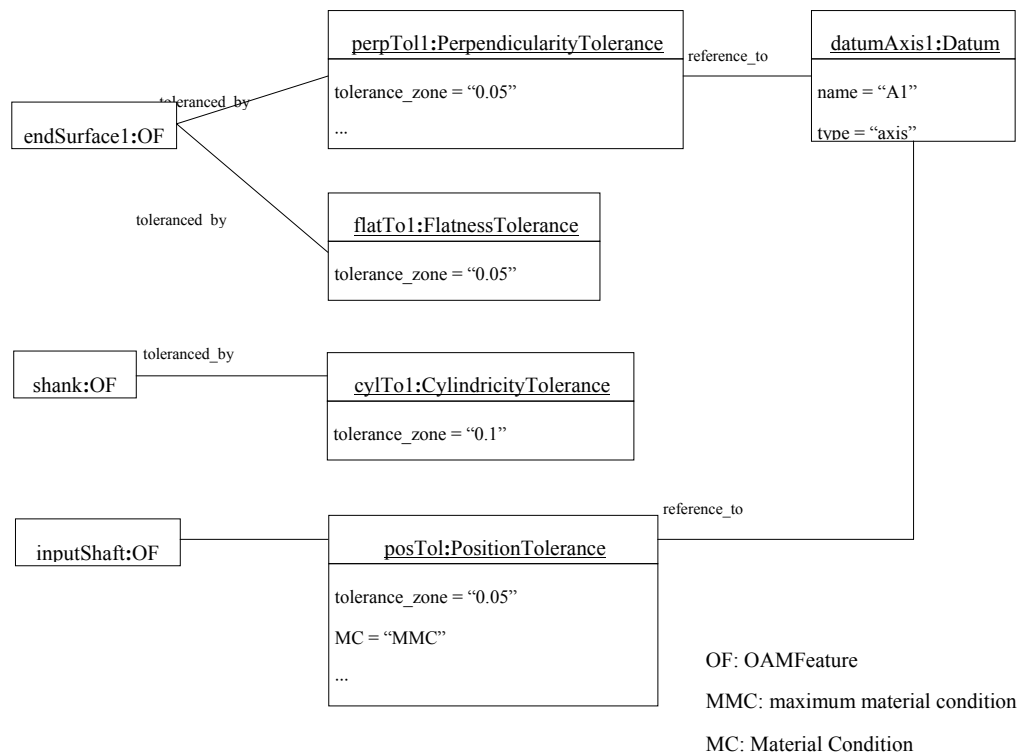 perpTol1:PerpendicularityTolerance
tolerance_zone = “0.05”
...
reference_to
datumAxis1:Datum
name = “A1”
type = “axis”
toleranced_by
endSurface1:OF
toleranced_by
flatTo1:FlatnessTolerance
tolerance_zone = “0.05”
toleranced_by
shank:OF
cylTo1:CylindricityTolerance
tolerance_zone = “0.1”
reference_to
inputShaft:OF
posTol:PositionTolerance
tolerance_zone = “0.05”
MC = “MMC”
...
OF: OAMFeature
MMC: maximum material condition
MC: Material Condition